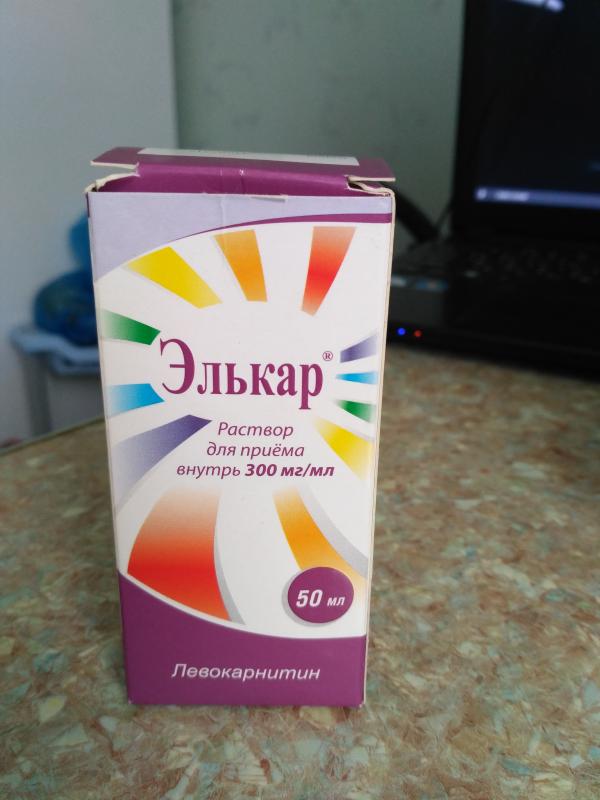 Элькар®
Раствор
для приёма
внутрь 300 мг/мл
50 мл
Левокарнитин